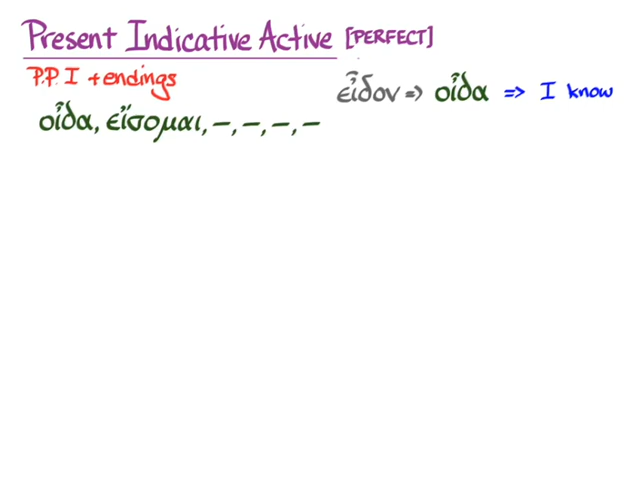 Present Indicative Active [PERFECT]
P.P. I + endings
εἶδον => οἶδα => I know
οἶδα, εἴσομαι, –, –, –, –